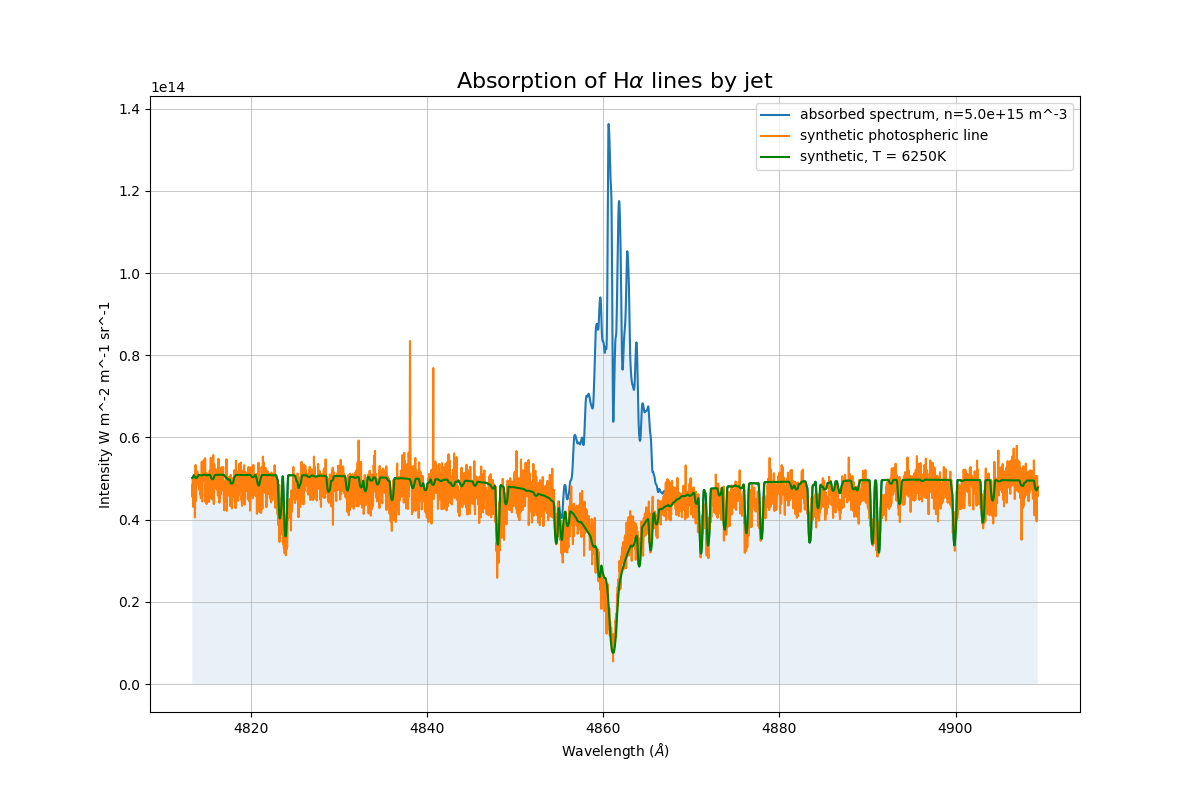 Absorption of Hα lines by jet
1e14
absorbed spectrum, n=5.0e+15 m^-3
synthetic photospheric line
synthetic, T = 6250K
1.4
1.2
1.0
0.8
0.6
0.4
0.2
0.0
Intensity W m^-2 m^-1 sr^-1
4820 4840 4860 4880 4900
Wavelength (Å)